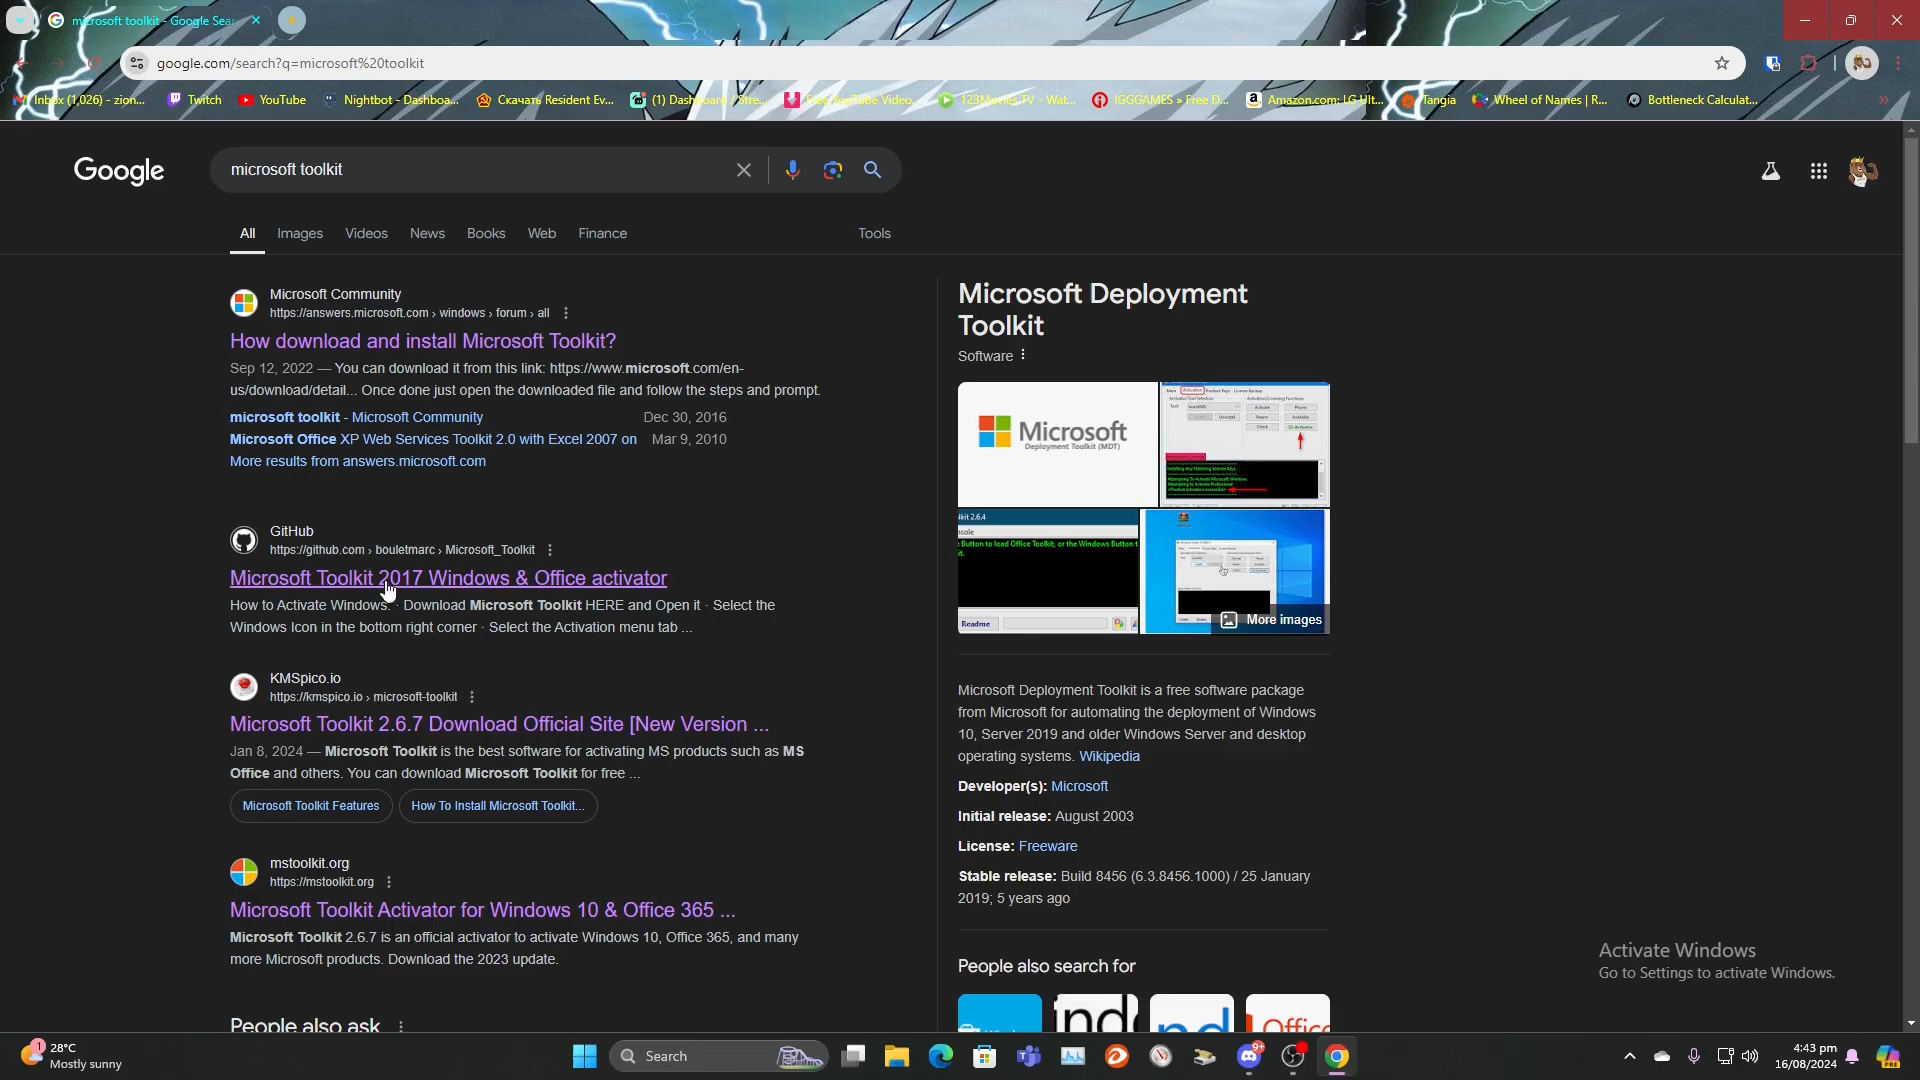 microsoft toolkit - Google Sea
google.com/search?q=microsoft%20toolkit
Inbox (1,026) - zion...
Twitch
YouTube
Nightbot - Dashboa...
Скачать Resident Ev...
(1) Dashboard / Stre...
Free YouTube Video...
123Movies TV - Wat...
IGGGAMES » Free D...
Amazon.com: LG Ult...
Tangia
Wheel of Names | R...
Bottleneck Calculat...
Google
microsoft toolkit
All
Images
Videos
News
Books
Web
Finance
Tools
Microsoft Community
https://answers.microsoft.com › windows › forum › all
How download and install Microsoft Toolkit?
Sep 12, 2022 — You can download it from this link: https://www.microsoft.com/en-
us/download/detail... Once done just open the downloaded file and follow the steps and prompt.
microsoft toolkit - Microsoft Community
Dec 30, 2016
Microsoft Office XP Web Services Toolkit 2.0 with Excel 2007 on
Mar 9, 2010
More results from answers.microsoft.com
GitHub
https://github.com › bouletmarc › Microsoft_Toolkit
Microsoft Toolkit 2017 Windows & Office activator
How to Activate Windows. · Download Microsoft Toolkit HERE and Open it · Select the
Windows Icon in the bottom right corner · Select the Activation menu tab ...
KMSpico.io
https://kmspico.io › microsoft-toolkit
Microsoft Toolkit 2.6.7 Download Official Site [New Version ...
Jan 8, 2024 — Microsoft Toolkit is the best software for activating MS products such as MS
Office and others. You can download Microsoft Toolkit for free ...
Microsoft Toolkit Features
How To Install Microsoft Toolkit...
mstoolkit.org
https://mstoolkit.org
Microsoft Toolkit Activator for Windows 10 & Office 365 ...
Microsoft Toolkit 2.6.7 is an official activator to activate Windows 10, Office 365, and many
more Microsoft products. Download the 2023 update.
People also ask
Microsoft Deployment
Toolkit
Software
Microsoft
Deployment Toolkit (MDT)
lkit 2.6.4
Readme
More images
Microsoft Deployment Toolkit is a free software package
from Microsoft for automating the deployment of Windows
10, Server 2019 and older Windows Server and desktop
operating systems. Wikipedia
Developer(s): Microsoft
Initial release: August 2003
License: Freeware
Stable release: Build 8456 (6.3.8456.1000) / 25 January
2019; 5 years ago
People also search for
Office
Activate Windows
Go to Settings to activate Windows.
1
28°C
Mostly sunny
Search
9+
4:43 pm
16/08/2024
PRE